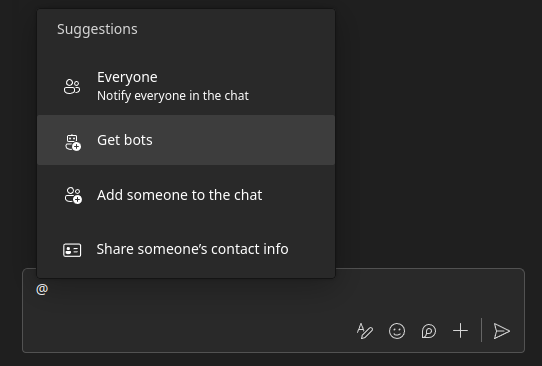 Suggestions
Everyone
Notify everyone in the chat
Get bots
Add someone to the chat
Share someone’s contact info
@